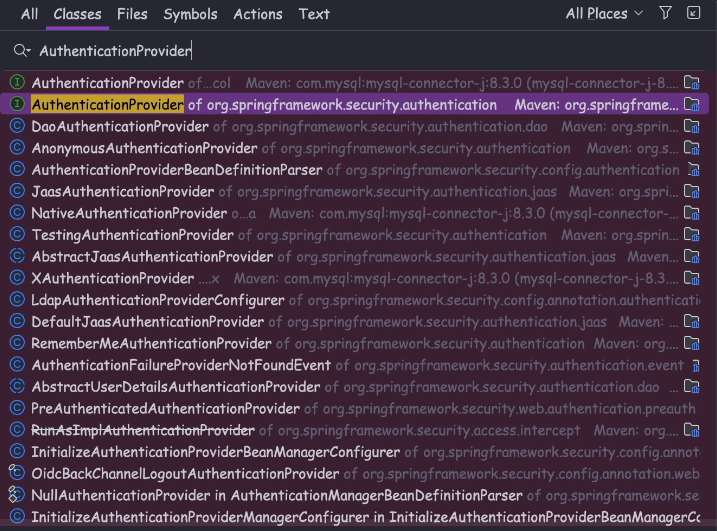 All Classes Files Symbols Actions Text All Places
AuthenticationProvider
AuthenticationProvider of...col Maven: com.mysql:mysql-connector-j:8.3.0 (mysql-connector-j-8....
AuthenticationProvider of org.springframework.security.authentication Maven: org.springframe...
DaoAuthenticationProvider of org.springframework.security.authentication.dao Maven: org.sprin....
AnonymousAuthenticationProvider of org.springframework.security.authentication Maven: org.s...
AuthenticationProviderBeanDefinitionParser of org.springframework.security.config.authentication
JaasAuthenticationProvider of org.springframework.security.authentication.jaas Maven: org.spri...
NativeAuthenticationProvider o...a Maven: com.mysql:mysql-connector-j:8.3.0 (mysql-connector-...
TestingAuthenticationProvider of org.springframework.security.authentication Maven: org.sprin...
AbstractJaasAuthenticationProvider of org.springframework.security.authentication.jaas Maven...
XAuthenticationProvider ....x Maven: com.mysql:mysql-connector-j:8.3.0 (mysql-connector-j-8.3....
LdapAuthenticationProviderConfigurer of org.springframework.security.config.annotation.authenticati
DefaultJaasAuthenticationProvider of org.springframework.security.authentication.jaas Maven: ...
RememberMeAuthenticationProvider of org.springframework.security.authentication Maven: org....
AuthenticationFailureProviderNotFoundEvent of org.springframework.security.authentication.event
AbstractUserDetailsAuthenticationProvider of org.springframework.security.authentication.dao ...
PreAuthenticatedAuthenticationProvider of org.springframework.security.web.authentication.preauth
RunAsImplAuthenticationProvider of org.springframework.security.access.intercept Maven: org....
InitializeAuthenticationProviderBeanManagerConfigurer of org.springframework.security.config.annot
OidcBackChannelLogoutAuthenticationProvider of org.springframework.security.config.annotation.web
NullAuthenticationProvider in AuthenticationManagerBeanDefinitionParser of org.springframework.se
InitializeAuthenticationProviderManagerConfigurer in InitializeAuthenticationProviderBeanManagerCo